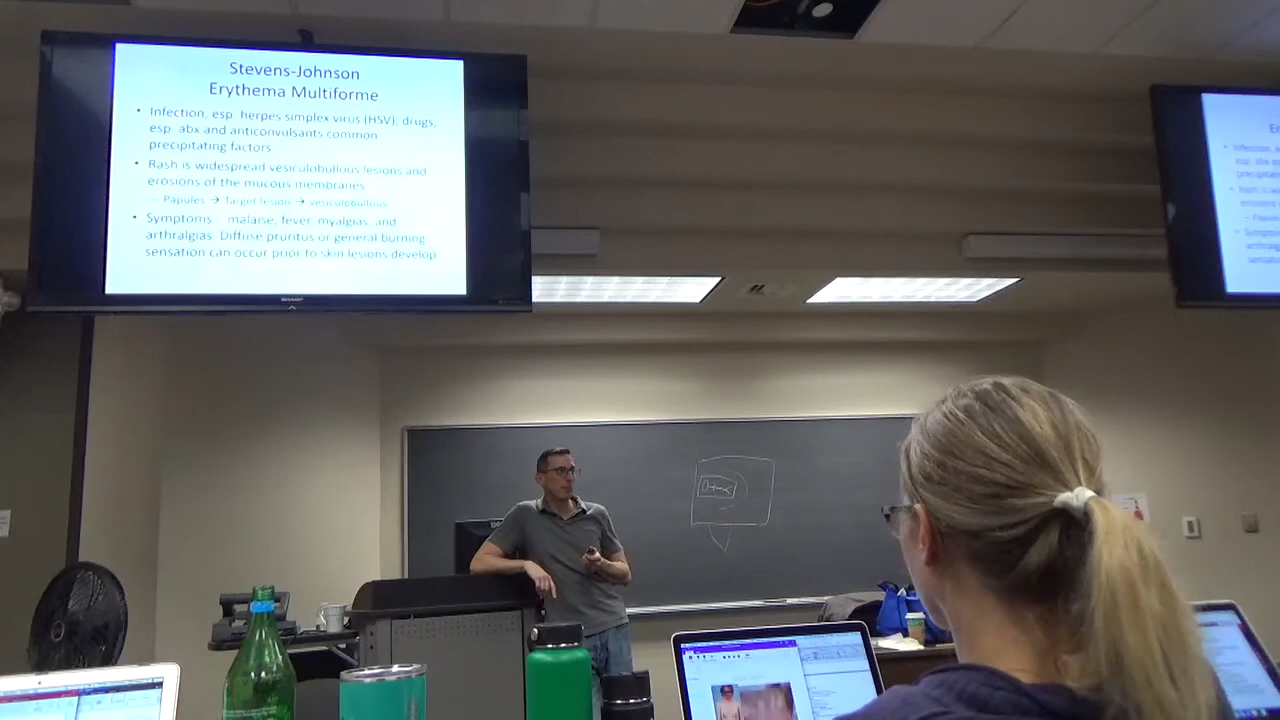 Stevens-Johnson
Erythema Multiforme
• Infection, esp. herpes simplex virus (HSV), drugs,
esp. abx and anticonvulsants common
precipitating factors
• Rash is widespread vesiculobullous lesions and
erosions of the mucous membranes
– Papules → Target lesion → vesiculobullous
• Symptoms – malaise, fever, myalgias, and
arthralgias. Diffuse pruritus or general burning
sensation can occur prior to skin lesions develop
SHARP